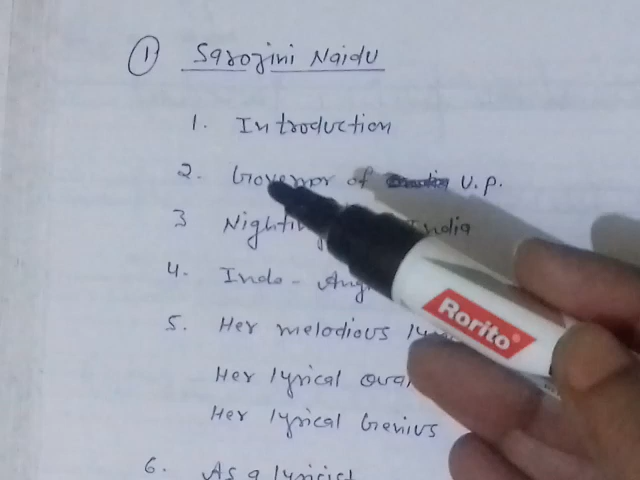 ① Sarojini Naidu
1. Introduction
2. Governor of U.P.
3 India
4. Indo -
5. Her melodious
Her lyrical
Her lyrical Genius
6. As a lyricist
Rorito